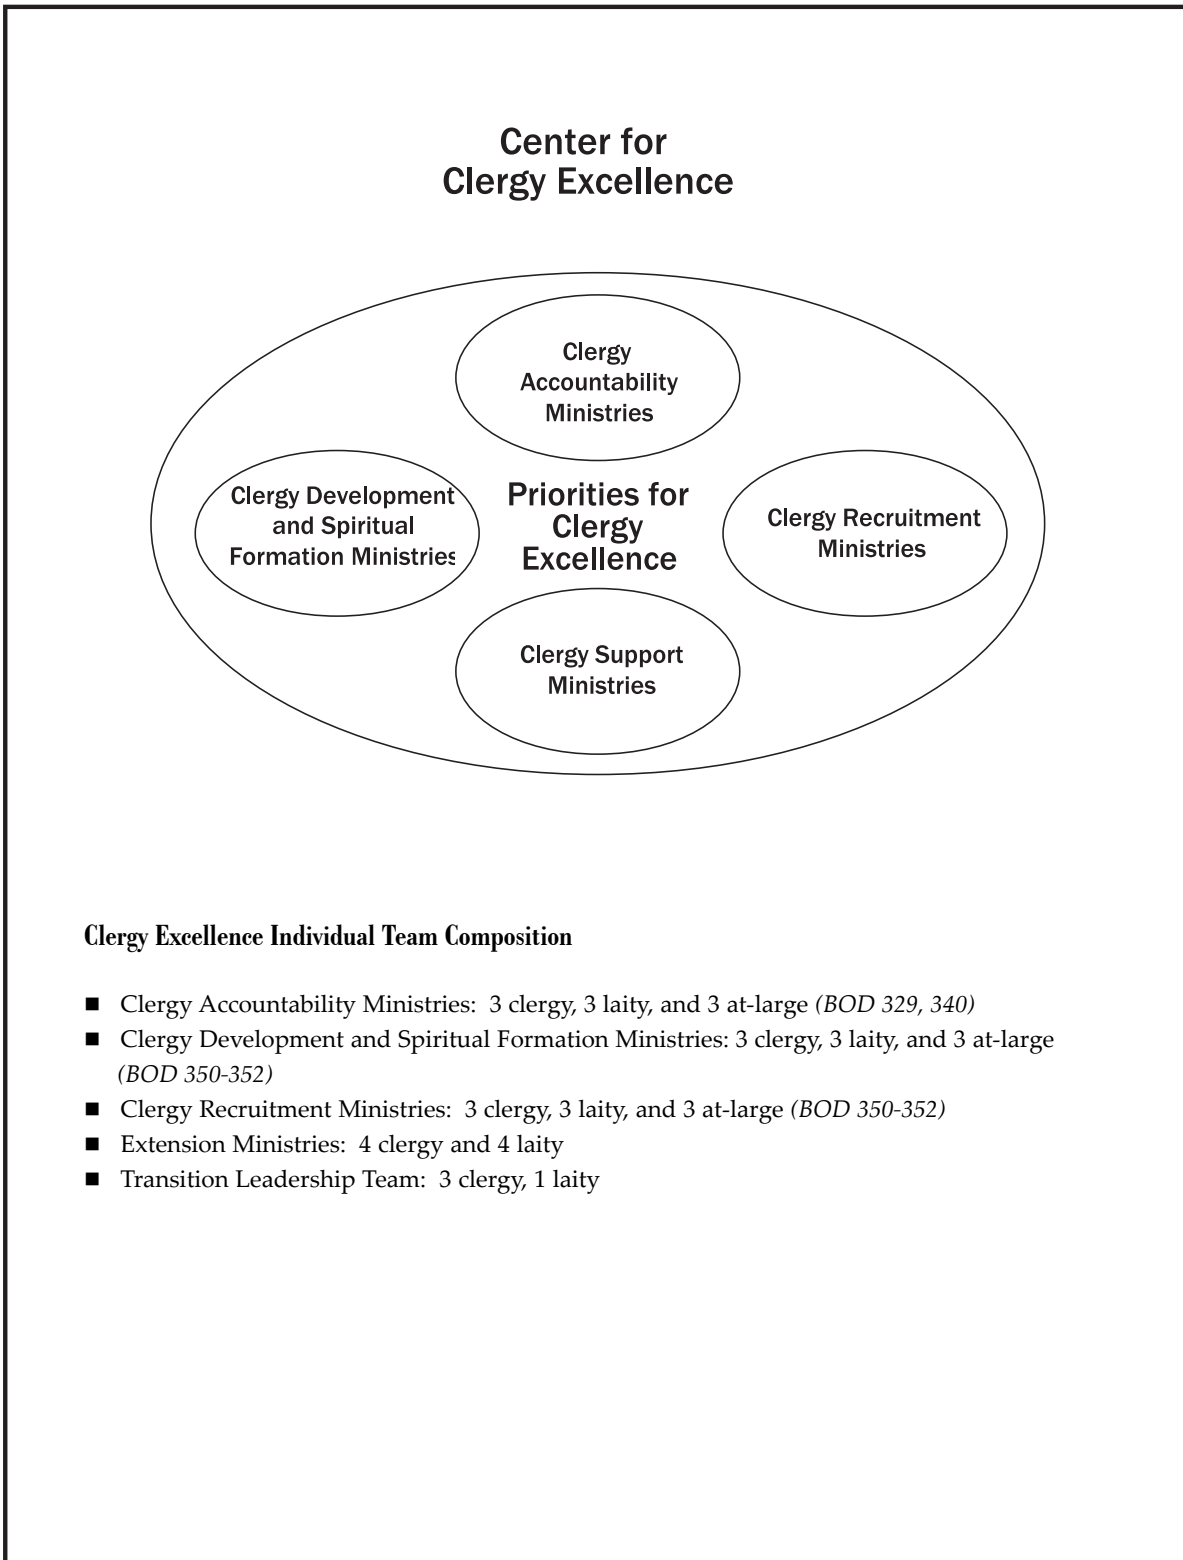 Center for
Clergy Excellence
Clergy
Accountability
Ministries
Clergy Development
and Spiritual
Formation Ministries
Priorities for
Clergy
Excellence
Clergy Recruitment
Ministries
Clergy Support
Ministries
Clergy Excellence Individual Team Composition
■ Clergy Accountability Ministries: 3 clergy, 3 laity, and 3 at-large (BOD 329, 340)
■ Clergy Development and Spiritual Formation Ministries: 3 clergy, 3 laity, and 3 at-large
(BOD 350-352)
■ Clergy Recruitment Ministries: 3 clergy, 3 laity, and 3 at-large (BOD 350-352)
■ Extension Ministries: 4 clergy and 4 laity
■ Transition Leadership Team: 3 clergy, 1 laity